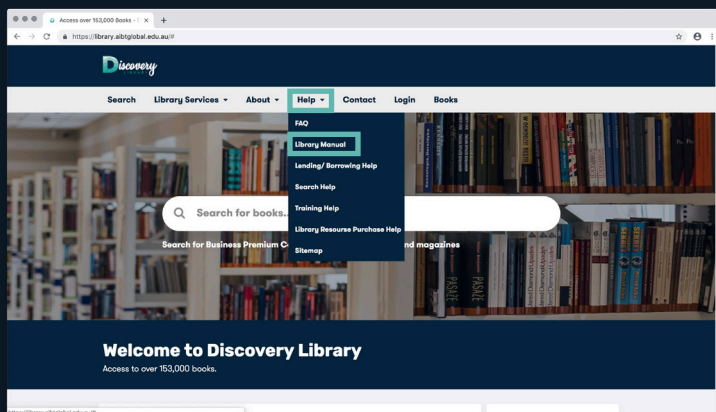 Access over 153,000 Books - 
https://library.aibtglobal.edu.au/#
Discovery
LIBRARY
Search Library Services About Help Contact Login Books
FAQ
Library Manual
Lending/ Borrowing Help
Search Help
Training Help
Library Resourse Purchase Help
Sitemap
Search for books..
Search for Business Premium C nd magazines
Welcome to Discovery Library
Access to over 153,000 books.